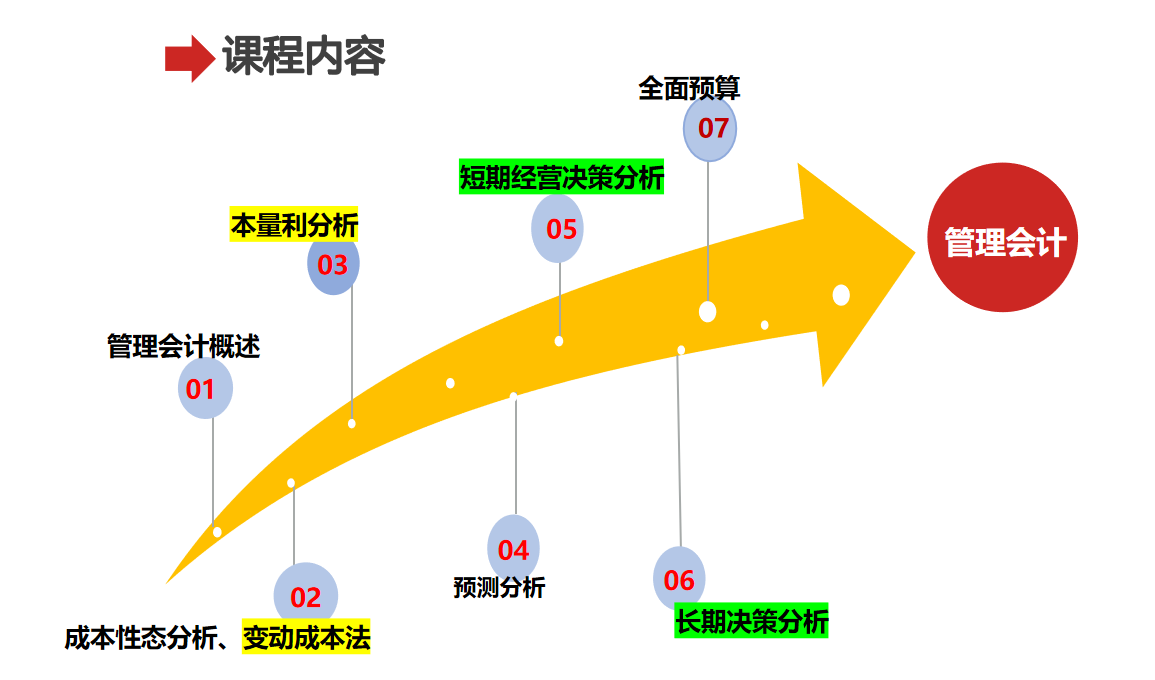 课程内容
管理会计概述
01
成本性态分析、变动成本法
02
本量利分析
03
预测分析
04
短期经营决策分析
05
长期决策分析
06
全面预算
07
管理会计